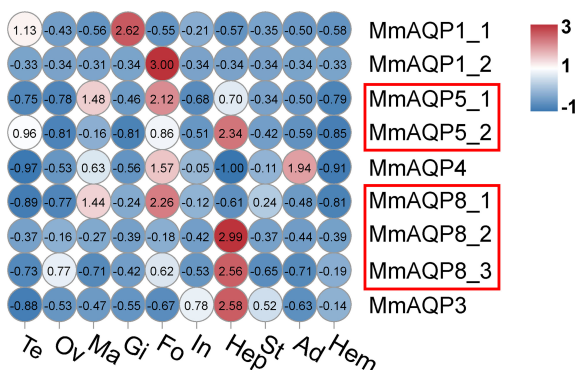 1.13 -0.43 -0.56 2.62 -0.55 -0.21 -0.57 -0.35 -0.50 -0.58 MmAQP1_1
-0.33 -0.34 -0.31 -0.34 3.00 -0.34 -0.34 -0.34 -0.34 -0.33 MmAQP1_2
-0.75 -0.78 1.48 -0.46 2.12 -0.68 0.70 -0.34 -0.50 -0.79 MmAQP5_1
0.96 -0.81 -0.16 -0.81 0.86 -0.51 2.34 -0.42 -0.59 -0.85 MmAQP5_2
-0.97 -0.53 0.63 -0.56 1.57 -0.05 -1.00 -0.11 1.94 -0.91 MmAQP4
-0.89 -0.77 1.44 -0.24 2.26 -0.12 -0.61 0.24 -0.48 -0.81 MmAQP8_1
-0.37 -0.16 -0.27 -0.39 -0.18 -0.42 2.99 -0.37 -0.44 -0.39 MmAQP8_2
-0.73 0.77 -0.71 -0.42 0.62 -0.53 2.56 -0.65 -0.71 -0.19 MmAQP8_3
-0.88 -0.53 -0.47 -0.55 -0.67 0.78 2.58 0.52 -0.63 -0.14 MmAQP3
Te Ov Ma Gi Fo In Hep St Ad Hem
3
1
-1